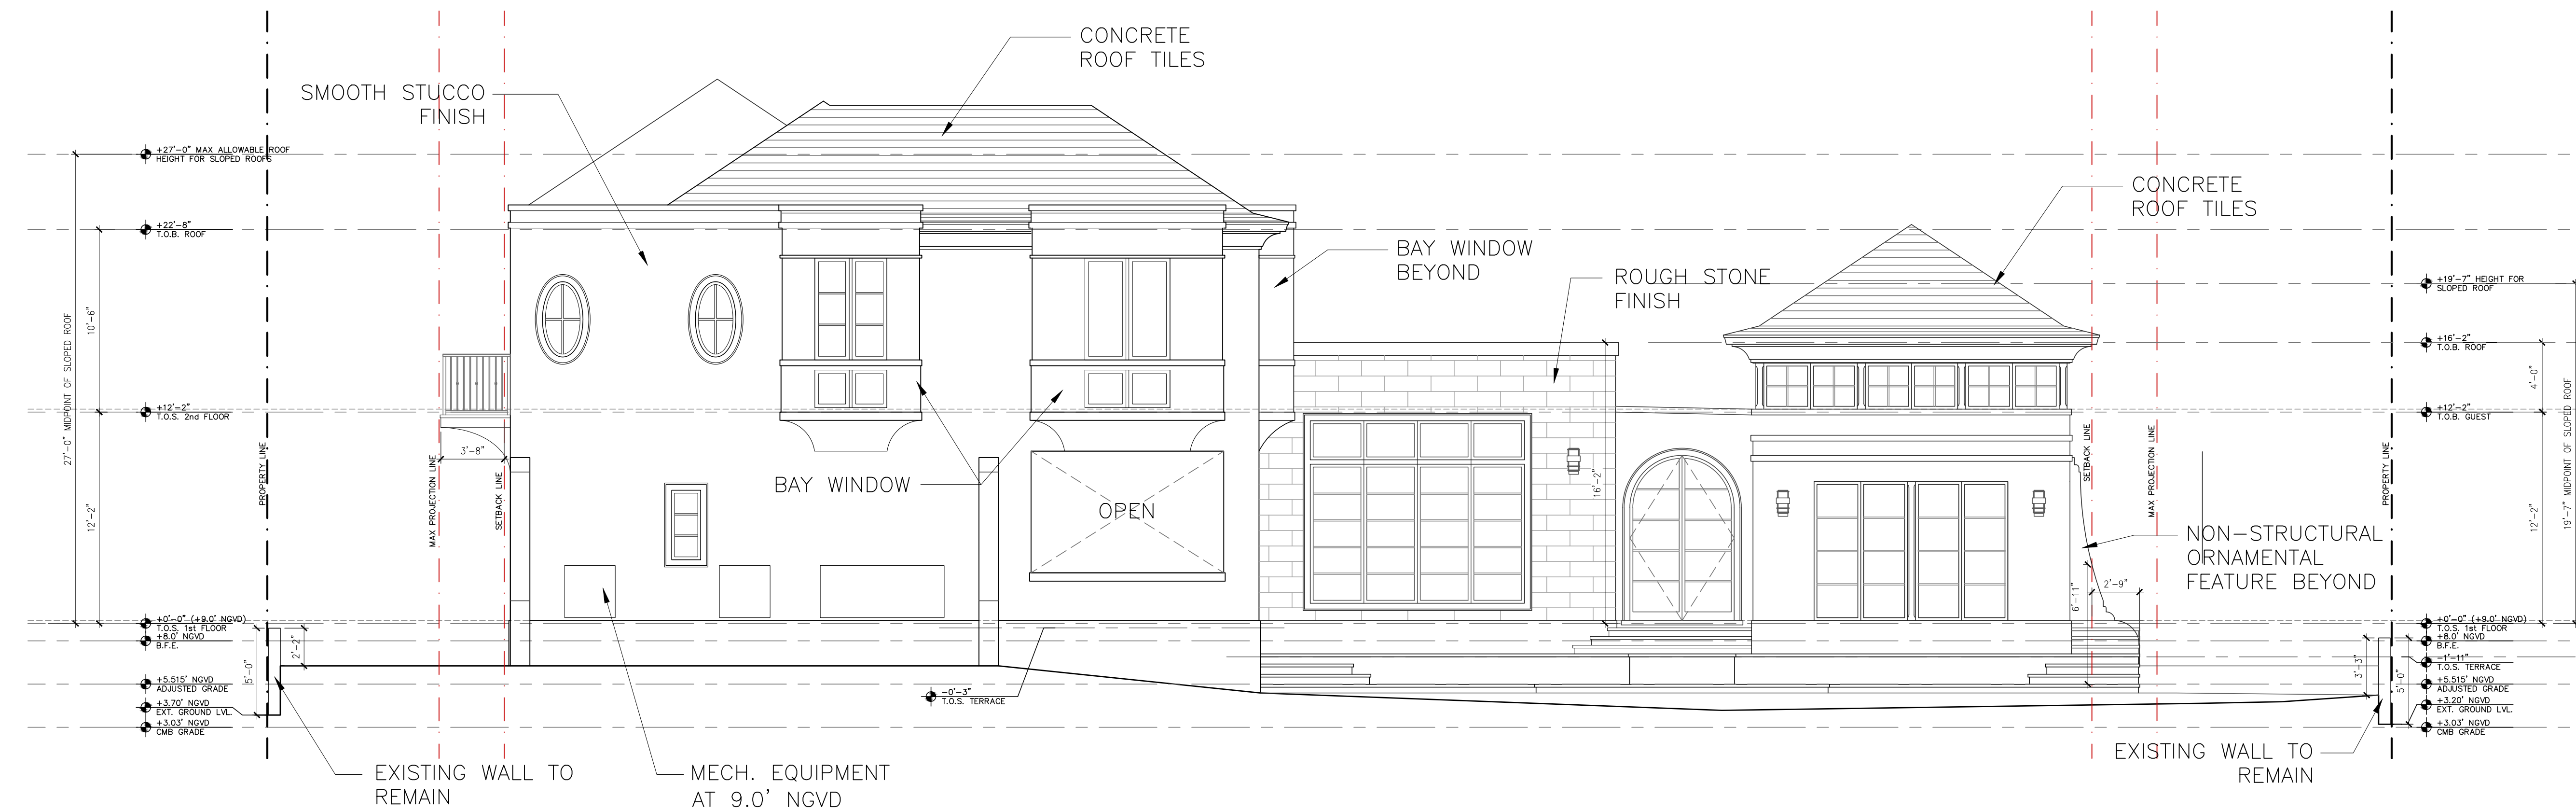 CONCRETE
ROOF TILES
SMOOTH STUCCO
FINISH
+27'-0" MAX ALLOWABLE ROOF
HEIGHT FOR SLOPED ROOFS
+22'-8"
T.O.B. ROOF
+12'-2"
T.O.S. 2nd FLOOR
27'-0" MIDPOINT OF SLOPED ROOF
10'-6"
12'-2"
PROPERTY LINE
MAX PROJECTION LINE
3'-8"
SETBACK LINE
+0'-0" (+9.0' NGVD)
T.O.S. 1st FLOOR
+8.0' NGVD
B.F.E.
+5.515' NGVD
ADJUSTED GRADE
+3.70' NGVD
EXT. GROUND LVL.
+3.03' NGVD
CMB GRADE
5'-0"
2'-2"
EXISTING WALL TO
REMAIN
MECH. EQUIPMENT
AT 9.0' NGVD
BAY WINDOW
OPEN
-0'-3"
T.O.S. TERRACE
BAY WINDOW
BEYOND
ROUGH STONE
FINISH
16'-2"
CONCRETE
ROOF TILES
SETBACK LINE
MAX PROJECTION LINE
NON-STRUCTURAL
ORNAMENTAL
FEATURE BEYOND
6'-11"
2'-9"
PROPERTY LINE
+19'-7" HEIGHT FOR
SLOPED ROOF
+16'-2"
T.O.B. ROOF
+12'-2"
T.O.B. GUEST
4'-0"
12'-2"
19'-7" MIDPOINT OF SLOPED ROOF
+0'-0" (+9.0' NGVD)
T.O.S. 1st FLOOR
+8.0' NGVD
B.F.E.
-1'-11"
T.O.S. TERRACE
+5.515' NGVD
ADJUSTED GRADE
+3.20' NGVD
EXT. GROUND LVL.
+3.03' NGVD
CMB GRADE
3'-3"
5'-0"
EXISTING WALL TO
REMAIN